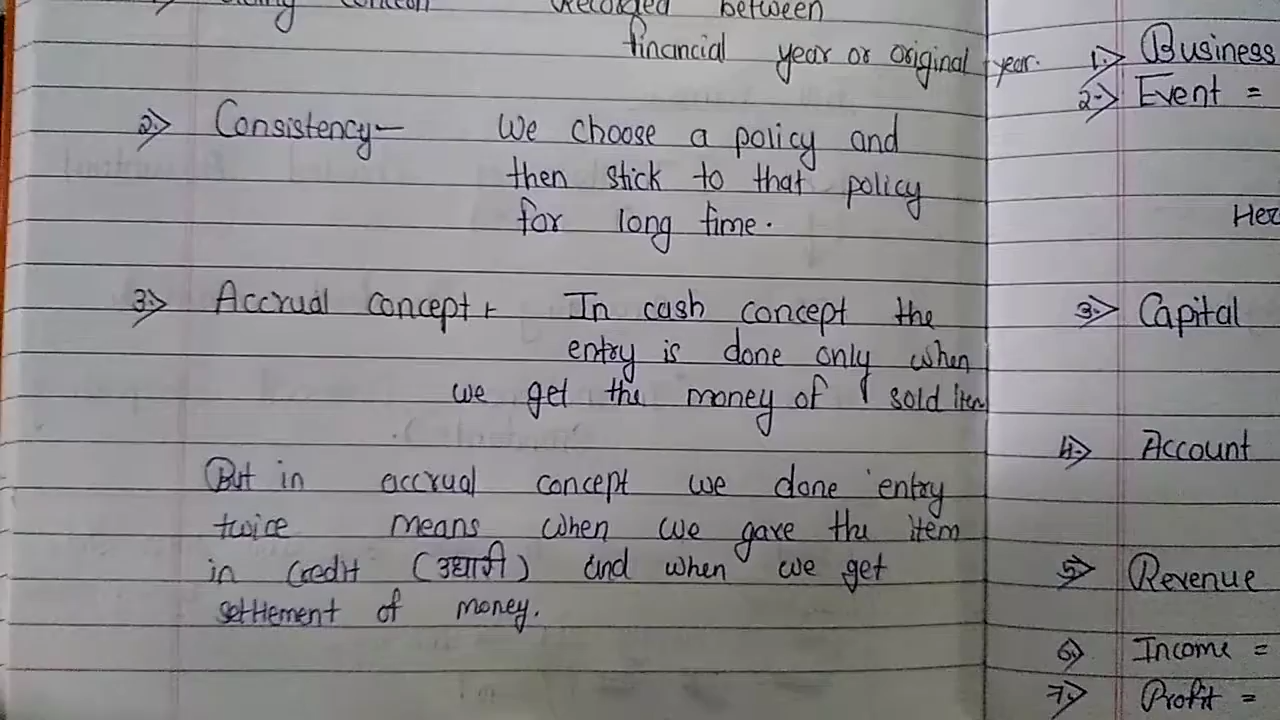 Recorded between
financial year or original year.
2) Consistency - We choose a policy and
then stick to that policy
for long time.
3) Accrual concept - In cash concept the
entry is done only when
we get the money of sold item
But in accrual concept we done entry
twice means when we gave the item
in credit (उधारी) and when we get
settlement of money.
1) Business
2) Event =
3) Capital
4) Account
5) Revenue
6) Income =
7) Profit =